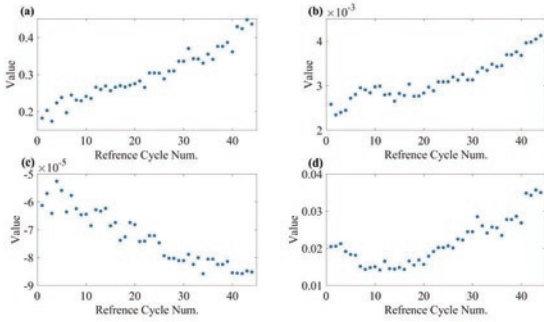 (a)
0.4
0.3
0.2
Value
0 10 20 30 40
Refrence Cycle Num.
(b)
×10⁻³
4
3
2
Value
0 10 20 30 40
Refrence Cycle Num.
(c)
×10⁻⁵
-5
-6
-7
-8
-9
Value
0 10 20 30 40
Refrence Cycle Num.
(d)
0.04
0.03
0.02
0.01
Value
0 10 20 30 40
Refrence Cycle Num.